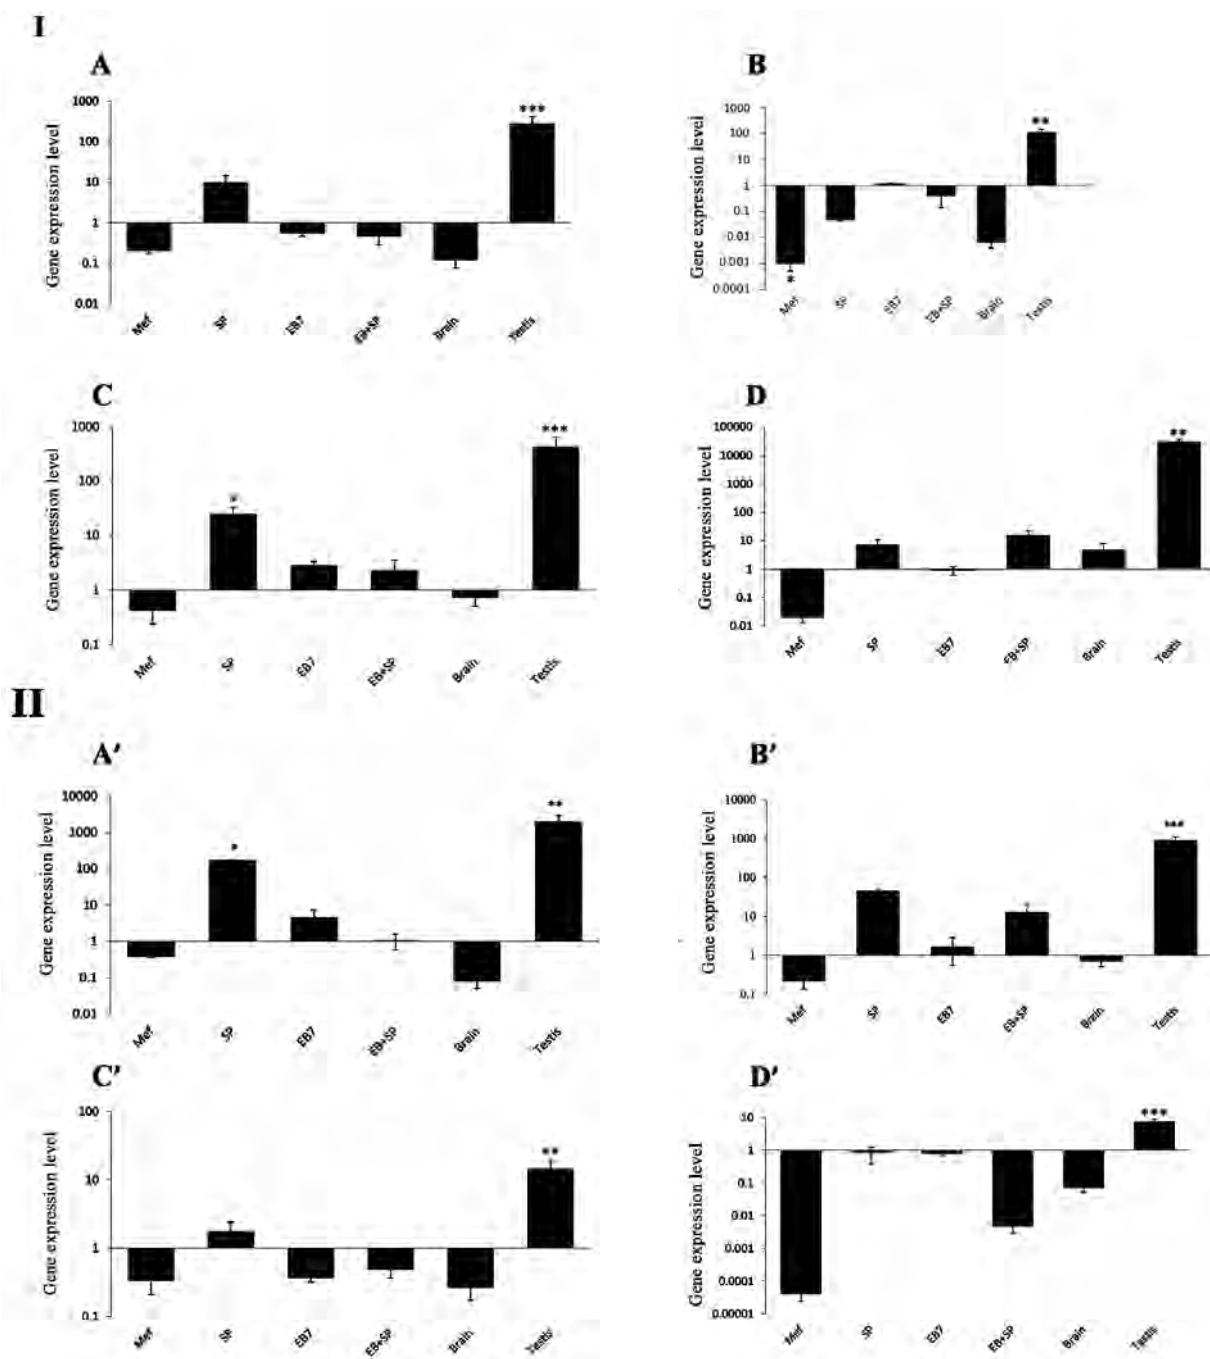 I
A
Gene expression level
1000
100
10
1
0.1
0.01
***
Mef
SP
EB7
EB+SP
Brain
Testis
B
Gene expression level
1000
100
10
1
0.1
0.01
0.001
0.0001
*
**
Mef
SP
EB7
EB+SP
Brain
Testis
C
Gene expression level
1000
100
10
1
0.1
*
***
Mef
SP
EB7
EB+SP
Brain
Testis
D
Gene expression level
100000
10000
1000
100
10
1
0.1
0.01
**
Mef
SP
EB7
EB+SP
Brain
Testis
II
A'
Gene expression level
10000
1000
100
10
1
0.1
0.01
*
**
Mef
SP
EB7
EB+SP
Brain
Testis
B'
Gene expression level
10000
1000
100
10
1
0.1
***
Mef
SP
EB7
EB+SP
Brain
Testis
C'
Gene expression level
100
10
1
0.1
**
Mef
SP
EB7
EB+SP
Brain
Testis
D'
Gene expression level
10
1
0.1
0.01
0.001
0.0001
0.00001
***
Mef
SP
EB7
EB+SP
Brain
Testis